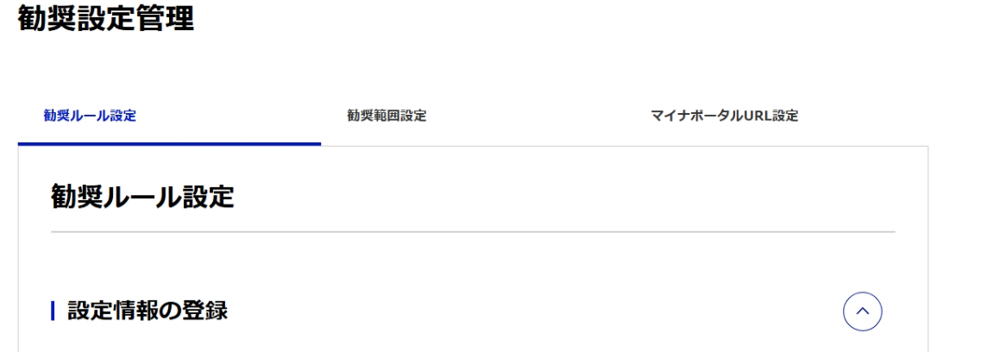 勧奨設定管理
勧奨ルール設定
勧奨範囲設定
マイナポータルURL設定
勧奨ルール設定
設定情報の登録